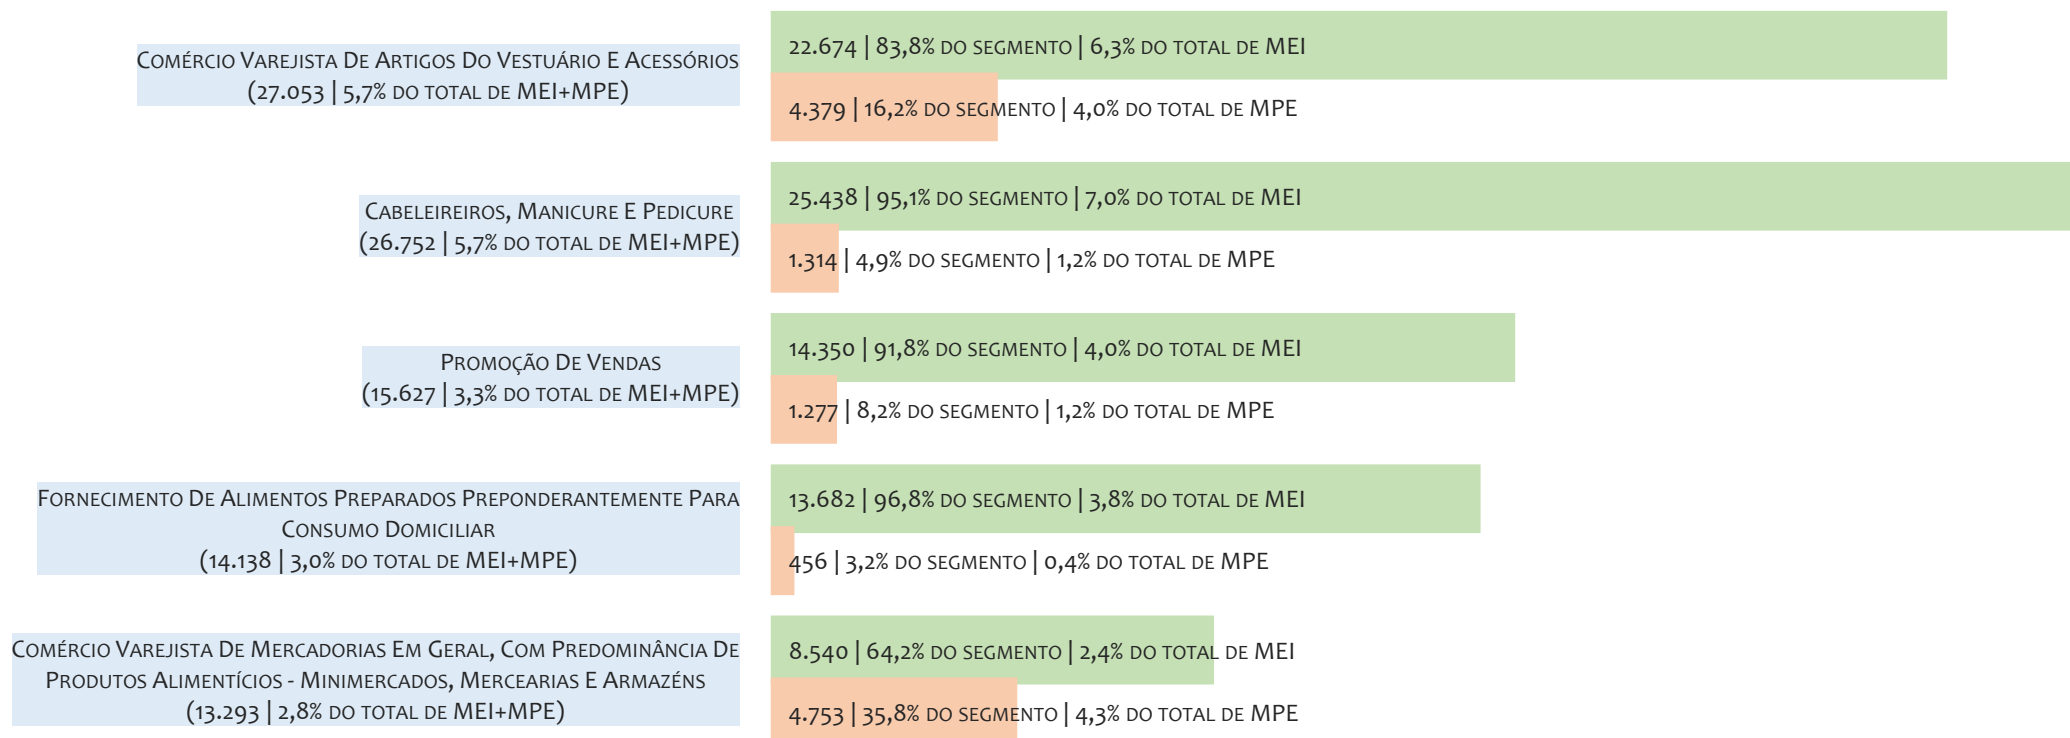 Comércio Varejista De Artigos Do Vestuário E Acessórios
(27.053 | 5,7% do total de MEI+MPE)
22.674 | 83,8% do segmento | 6,3% do total de MEI
4.379 | 16,2% do segmento | 4,0% do total de MPE
Cabeleireiros, Manicure E Pedicure
(26.752 | 5,7% do total de MEI+MPE)
25.438 | 95,1% do segmento | 7,0% do total de MEI
1.314 | 4,9% do segmento | 1,2% do total de MPE
Promoção De Vendas
(15.627 | 3,3% do total de MEI+MPE)
14.350 | 91,8% do segmento | 4,0% do total de MEI
1.277 | 8,2% do segmento | 1,2% do total de MPE
Fornecimento De Alimentos Preparados Preponderantemente Para
Consumo Domiciliar
(14.138 | 3,0% do total de MEI+MPE)
13.682 | 96,8% do segmento | 3,8% do total de MEI
456 | 3,2% do segmento | 0,4% do total de MPE
Comércio Varejista De Mercadorias Em Geral, Com Predominância De
Produtos Alimentícios - Minimercados, Mercearias E Armazéns
(13.293 | 2,8% do total de MEI+MPE)
8.540 | 64,2% do segmento | 2,4% do total de MEI
4.753 | 35,8% do segmento | 4,3% do total de MPE